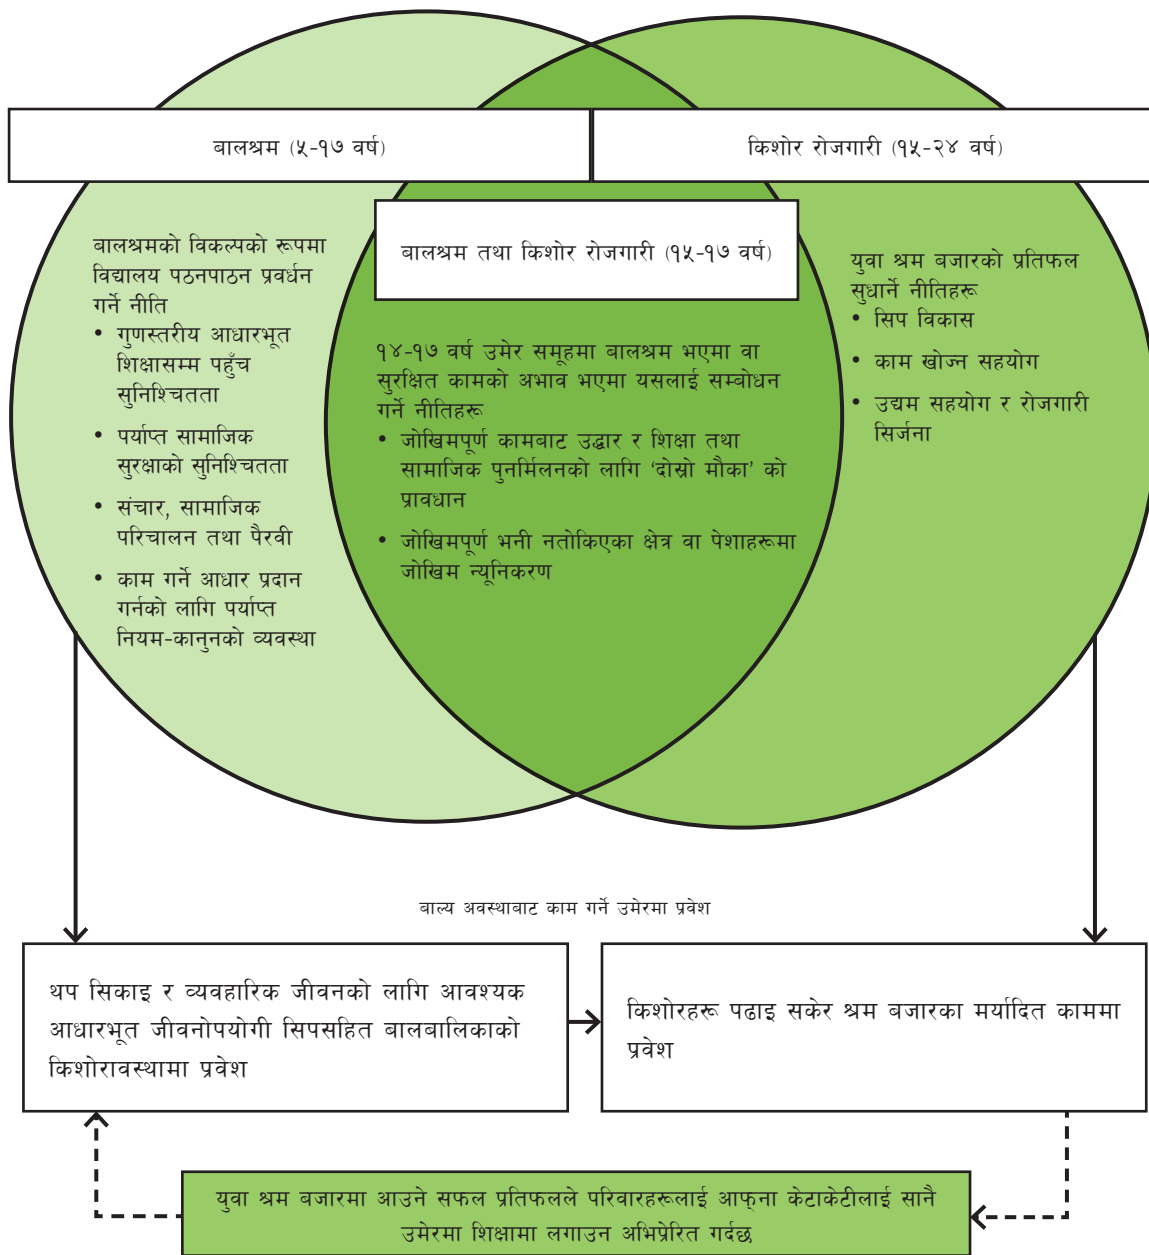 बालश्रम (५-१७ वर्ष)
किशोर रोजगारी (१५-२४ वर्ष)
बालश्रम तथा किशोर रोजगारी (१५-१७ वर्ष)
बालश्रमको विकल्पको रूपमा
विद्यालय पठनपाठन प्रवर्धन
गर्ने नीति
• गुणस्तरीय आधारभूत
शिक्षासम्म पहुँच
सुनिश्चितता
• पर्याप्त सामाजिक
सुरक्षाको सुनिश्चितता
• संचार, सामाजिक
परिचालन तथा पैरवी
• काम गर्ने आधार प्रदान
गर्नको लागि पर्याप्त
नियम-कानुनको व्यवस्था
१४-१७ वर्ष उमेर समूहमा बालश्रम भएमा वा
सुरक्षित कामको अभाव भएमा यसलाई सम्बोधन
गर्ने नीतिहरू
• जोखिमपूर्ण कामबाट उद्धार र शिक्षा तथा
सामाजिक पुनर्मिलनको लागि ‘दोस्रो मौका’ को
प्रावधान
• जोखिमपूर्ण भनी नतोकिएका क्षेत्र वा पेशाहरूमा
जोखिम न्यूनिकरण
युवा श्रम बजारको प्रतिफल
सुधार्ने नीतिहरू
• सिप विकास
• काम खोज्न सहयोग
• उद्यम सहयोग र रोजगारी
सिर्जना
बाल्य अवस्थाबाट काम गर्ने उमेरमा प्रवेश
थप सिकाइ र व्यवहारिक जीवनको लागि आवश्यक
आधारभूत जीवनोपयोगी सिपसहित बालबालिकाको
किशोरावस्थामा प्रवेश
किशोरहरू पढाइ सकेर श्रम बजारका मर्यादित काममा
प्रवेश
युवा श्रम बजारमा आउने सफल प्रतिफलले परिवारहरूलाई आफ्ना केटाकेटीलाई सानै
उमेरमा शिक्षामा लगाउन अभिप्रेरित गर्दछ